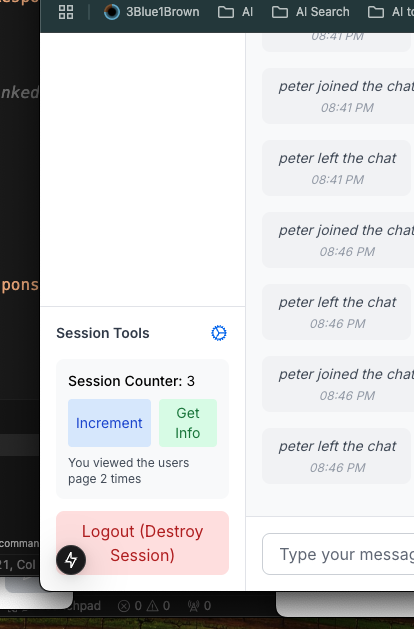 3Blue1Brown
AI
AI Search
AI to
08:41 PM
peter joined the chat
08:41 PM
peter left the chat
08:41 PM
peter joined the chat
08:46 PM
peter left the chat
08:46 PM
peter joined the chat
08:46 PM
peter left the chat
08:46 PM
nked
pons
Session Tools
Session Counter: 3
Increment
Get
Info
You viewed the users
page 2 times
Logout (Destroy
Session)
Type your messag
comman
21, Col
hpad
0
0
0